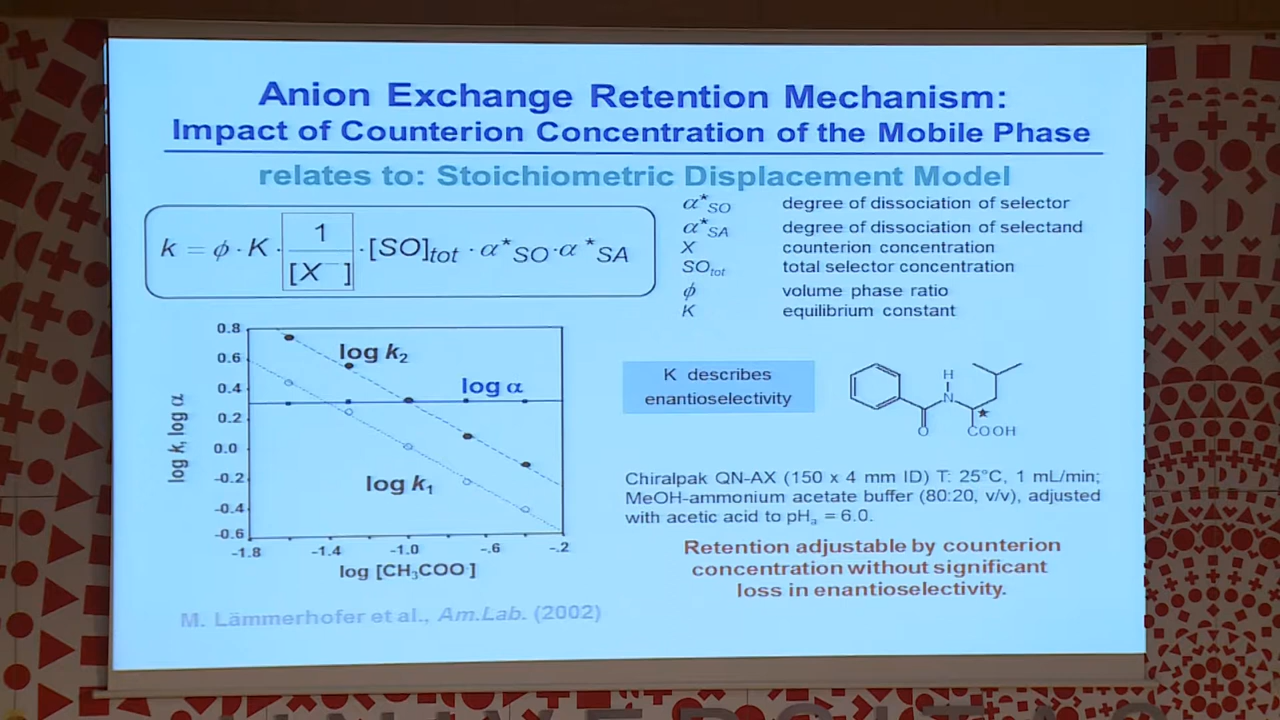 Anion Exchange Retention Mechanism:
Impact of Counterion Concentration of the Mobile Phase
relates to: Stoichiometric Displacement Model
k = ϕ · K · 1/[X⁻] · [SO]tot · α*SO · α*SA
α*SO degree of dissociation of selector
α*SA degree of dissociation of selectand
X counterion concentration
SOtot total selector concentration
ϕ volume phase ratio
K equilibrium constant
0.8
0.6
0.4
0.2
0.0
-0.2
-0.4
-0.6
log k, log α
log k₂
log α
log k₁
-1.8 -1.4 -1.0 -.6 -.2
log [CH₃COO⁻]
K describes
enantioselectivity
H
N
O
COOH
Chiralpak QN-AX (150 x 4 mm ID) T: 25°C, 1 mL/min;
MeOH-ammonium acetate buffer (80:20, v/v), adjusted
with acetic acid to pHₐ = 6.0.
Retention adjustable by counterion
concentration without significant
loss in enantioselectivity.
M. Lämmerhofer et al., Am.Lab. (2002)